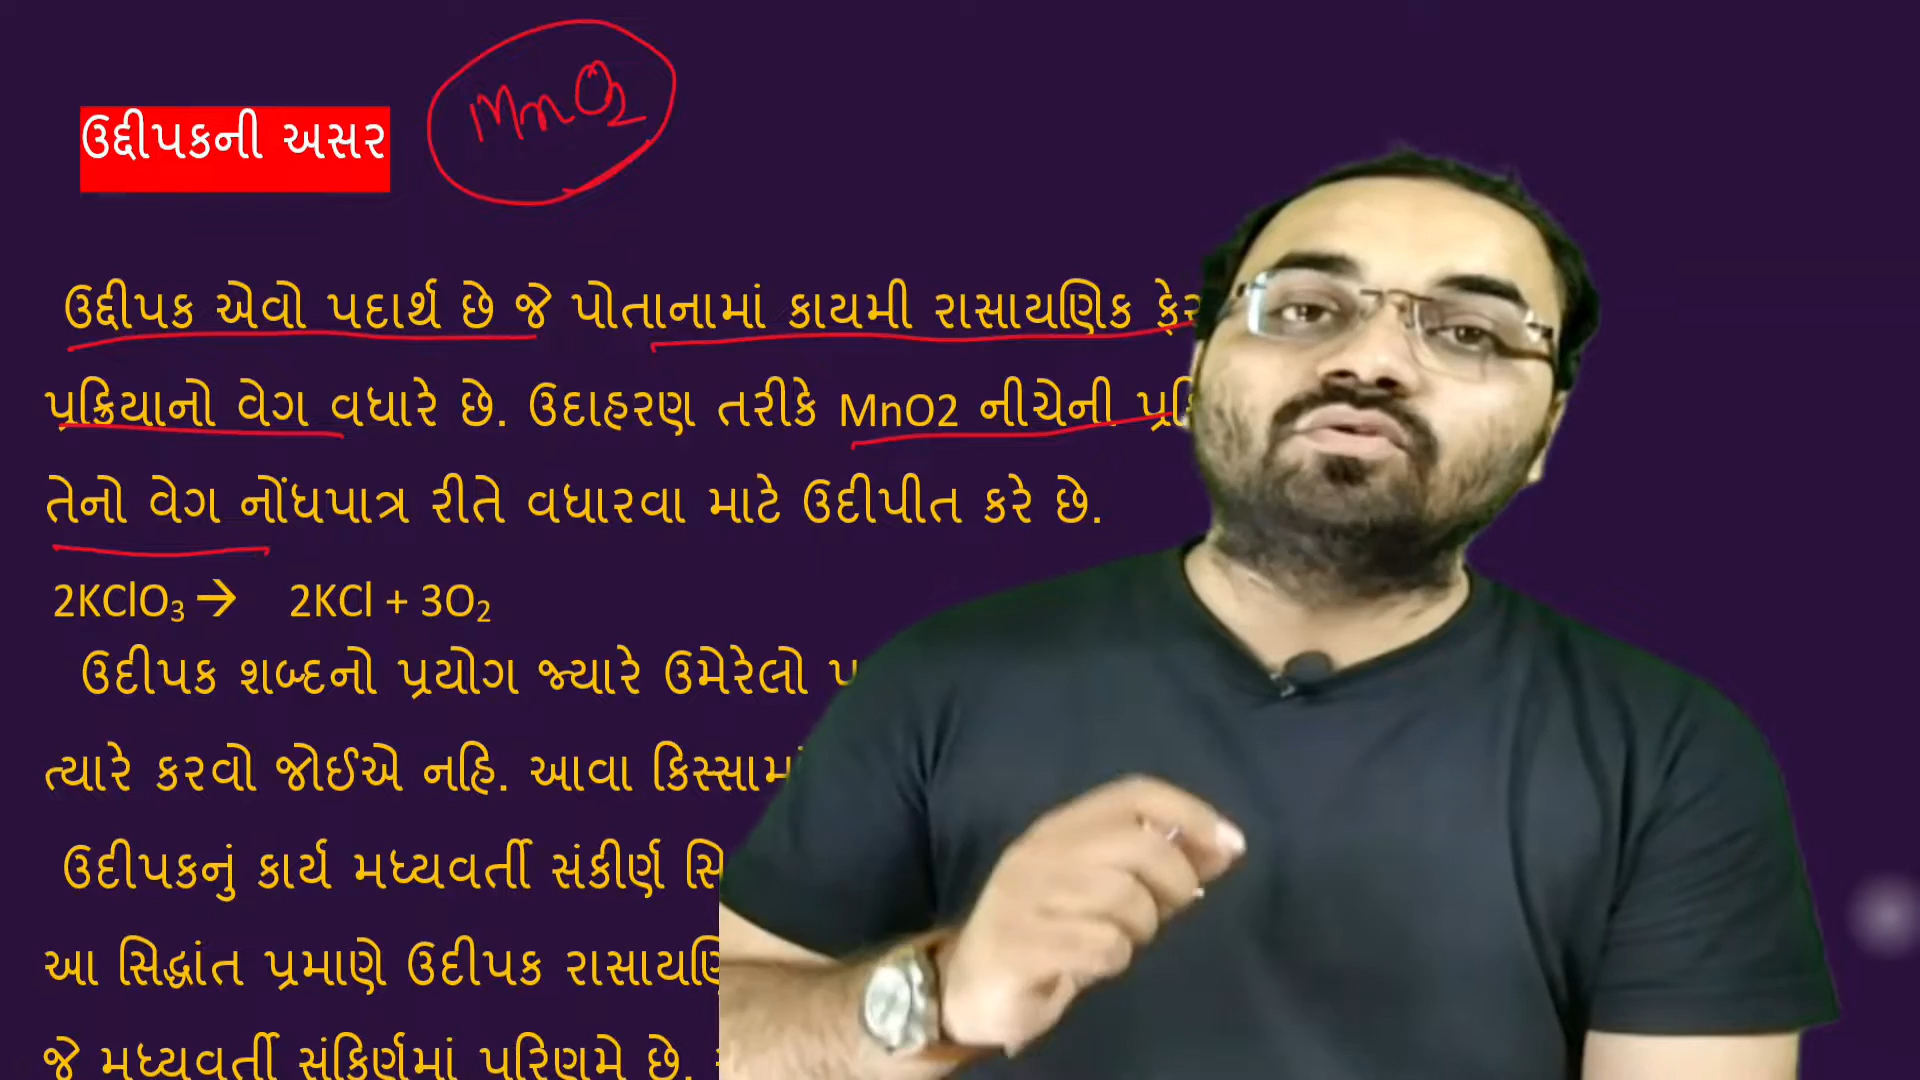 MnO2
ઉદ્દીપકની અસર
ઉદ્દીપક એવો પદાર્થ છે જે પોતાનામાં કાયમી રાસાયણિક
પ્રક્રિયાનો વેગ વધારે છે. ઉદાહરણ તરીકે MnO2 નીચેની
તેનો વેગ નોંધપાત્ર રીતે વધારવા માટે ઉદીપીત કરે છે.
2KClO₃ → 2KCl + 3O₂
ઉદીપક શબ્દનો પ્રયોગ જ્યારે ઉમેરેલો
ત્યારે કરવો જોઈએ નહિ. આવા
ઉદીપકનું કાર્ય મધ્યવર્તી સંકીર્ણ
આ સિદ્ધાંત પ્રમાણે ઉદીપક
જે મધ્યવર્તી સંકિર્ણમાં પરિણમે છે.